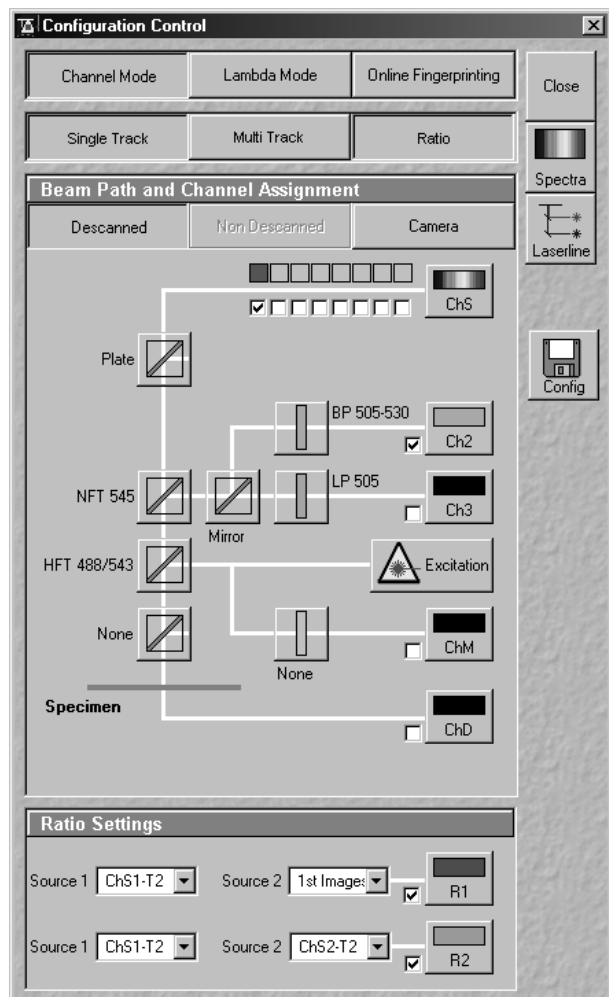 Configuration Control
Channel Mode
Lambda Mode
Online Fingerprinting
Close
Single Track
Multi Track
Ratio
Spectra
Beam Path and Channel Assignment
Descanned
Non Descanned
Camera
Laserline
ChS
Plate
Config
BP 505-530
Ch2
NFT 545
LP 505
Ch3
Mirror
HFT 488/543
Excitation
None
ChM
None
Specimen
ChD
Ratio Settings
Source 1 ChS1-T2 Source 2 1st Images R1
Source 1 ChS1-T2 Source 2 ChS2-T2 R2